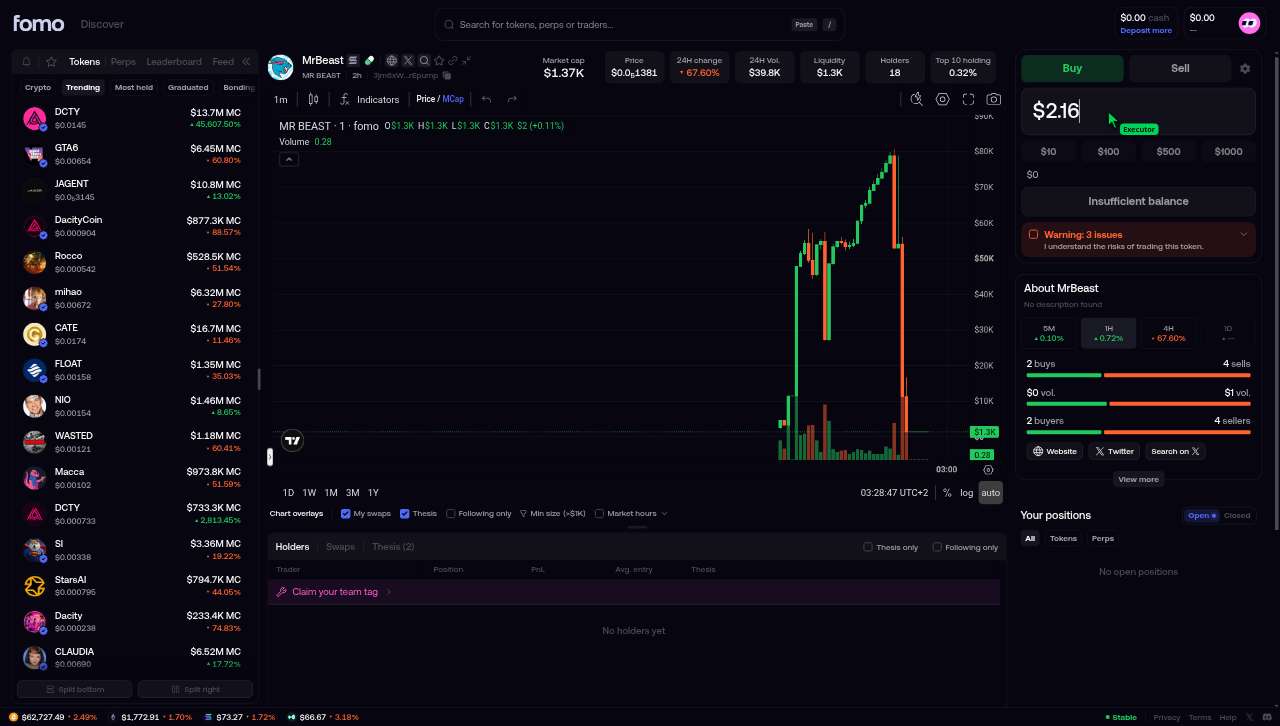 fomo
Discover
Search for tokens, perps or traders...
Paste
/
$0.00 cash
Deposit more
$0.00
—
Tokens Perps Leaderboard Feed
Crypto Trending Most held Graduated Bonding
DCTY $13.7M MC
$0.0145 45,607.50%
GTA6 $6.45M MC
$0.00654 60.80%
JAGENT $10.8M MC
$0.0₅3145 13.02%
DacityCoin $877.3K MC
$0.000904 88.57%
Rocco $528.5K MC
$0.000542 51.54%
mihao $6.32M MC
$0.00672 27.80%
CATE $16.7M MC
$0.0174 11.46%
FLOAT $1.35M MC
$0.00158 35.03%
NIO $1.46M MC
$0.00154 8.65%
WASTED $1.18M MC
$0.00121 60.41%
Macca $973.8K MC
$0.00102 51.59%
DCTY $733.3K MC
$0.000733 2,813.45%
SI $3.36M MC
$0.00338 19.22%
StarsAI $794.7K MC
$0.000795 44.05%
Dacity $233.4K MC
$0.000238 74.83%
CLAUDIA $6.52M MC
$0.00690 17.72%
Split bottom Split right
MrBeast
MR BEAST 2h 3jm6xW...rEpump
Market cap
$1.37K
Price
$0.0₅1381
24H change
67.60%
24H Vol.
$39.8K
Liquidity
$1.3K
Holders
18
Top 10 holding
0.32%
1m Indicators Price / MCap
MR BEAST · 1 · fomo O$1.3K H$1.3K L$1.3K C$1.3K $2 (+0.11%)
Volume 0.28
$90K
$80K
$70K
$60K
$50K
$40K
$30K
$20K
$10K
$1.3K
$0
0.28
03:00
1D 1W 1M 3M 1Y
03:28:47 UTC+2 % log auto
Chart overlays My swaps Thesis Following only Min size (>$1K) Market hours
Holders Swaps Thesis (2) Thesis only Following only
Trader Position PnL Avg. entry Thesis
Claim your team tag
No holders yet
Buy Sell
$2.16
Executor
$10 $100 $500 $1000
$0
Insufficient balance
Warning: 3 issues
I understand the risks of trading this token.
About MrBeast
No description found
5M 1H 4H 1D
0.10% 0.72% 67.60% —
2 buys 4 sells
$0 vol. $1 vol.
2 buyers 4 sellers
Website Twitter Search on X
View more
Your positions Open Closed
All Tokens Perps
No open positions
$62,727.49 2.49% $1,772.91 1.70% $73.27 1.72% $66.67 3.18%
Stable Privacy Terms Help